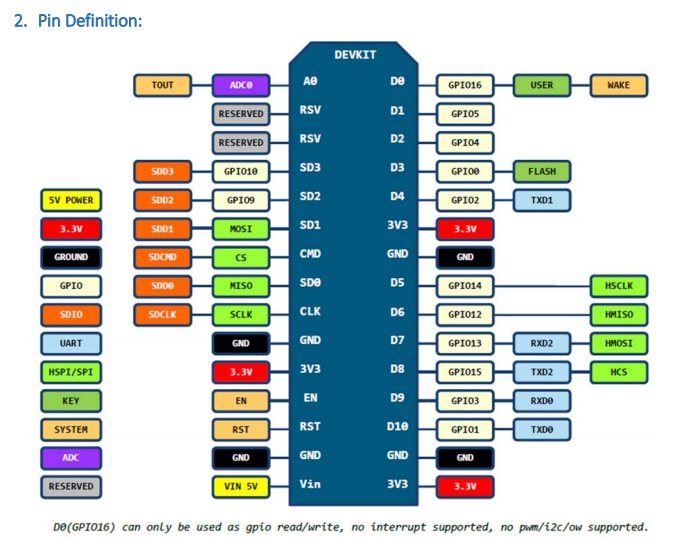 2. Pin Definition:
DEVKIT
TOUT ADC0 A0 D0 GPIO16 USER WAKE
RESERVED RSV D1 GPIO5
RESERVED RSV D2 GPIO4
SDD3 GPIO10 SD3 D3 GPIO0 FLASH
5V POWER SDD2 GPIO9 SD2 D4 GPIO2 TXD1
3.3V SDD1 MOSI SD1 3V3 3.3V
GROUND SDCMD CS CMD GND GND
GPIO SDD0 MISO SD0 D5 GPIO14 HSCLK
SDIO SDCLK SCLK CLK D6 GPIO12 HMISO
UART GND GND D7 GPIO13 RXD2 HMOSI
HSPI/SPI 3.3V 3V3 D8 GPIO15 TXD2 HCS
KEY EN EN D9 GPIO3 RXD0
SYSTEM RST RST D10 GPIO1 TXD0
ADC GND GND GND GND
RESERVED VIN 5V Vin 3V3 3.3V
D0(GPIO16) can only be used as gpio read/write, no interrupt supported, no pwm/i2c/ow supported.